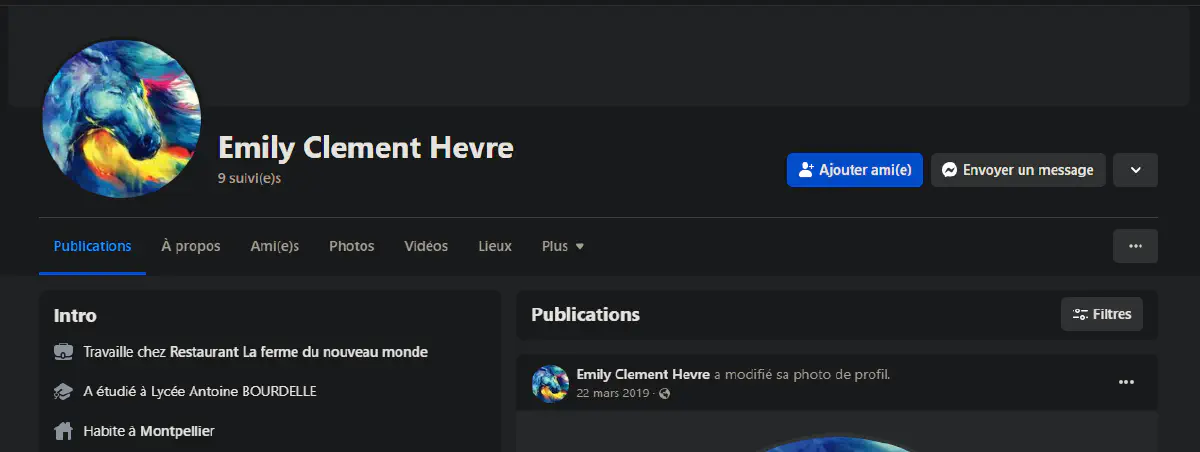 Emily Clement Hevre
9 suivi(e)s
Ajouter ami(e)
Envoyer un message
Publications
À propos
Ami(e)s
Photos
Vidéos
Lieux
Plus
Intro
Travaille chez Restaurant La ferme du nouveau monde
A étudié à Lycée Antoine BOURDELLE
Habite à Montpellier
Publications
Filtres
Emily Clement Hevre a modifié sa photo de profil.
22 mars 2019 ·